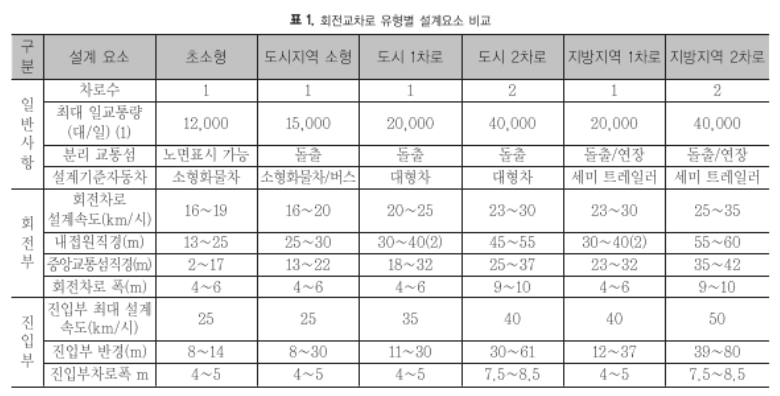 표 1. 회전교차로 유형별 설계요소 비교
구분 설계 요소 초소형 도시지역 소형 도시 1차로 도시 2차로 지방지역 1차로 지방지역 2차로
일반사항 차로수 1 1 1 2 1 2
최대 일교통량 (대/일) (1) 12,000 15,000 20,000 40,000 20,000 40,000
분리 교통섬 노면표시 가능 돌출 돌출 돌출 돌출/연장 돌출/연장
설계기준자동차 소형화물차 소형화물차/버스 대형차 대형차 세미 트레일러 세미 트레일러
회전부 회전차로 설계속도(km/시) 16~19 16~20 20~25 23~30 23~30 25~35
내접원직경(m) 13~25 25~30 30~40(2) 45~55 30~40(2) 55~60
중앙교통섬직경(m) 2~17 13~22 18~32 25~37 23~32 35~42
회전차로 폭(m) 4~6 4~6 4~6 9~10 4~6 9~10
진입부 진입부 최대 설계 속도(km/시) 25 25 35 40 40 50
진입부 반경(m) 8~14 8~30 11~30 30~61 12~37 39~80
진입부차로폭 m 4~5 4~5 4~5 7.5~8.5 4~5 7.5~8.5